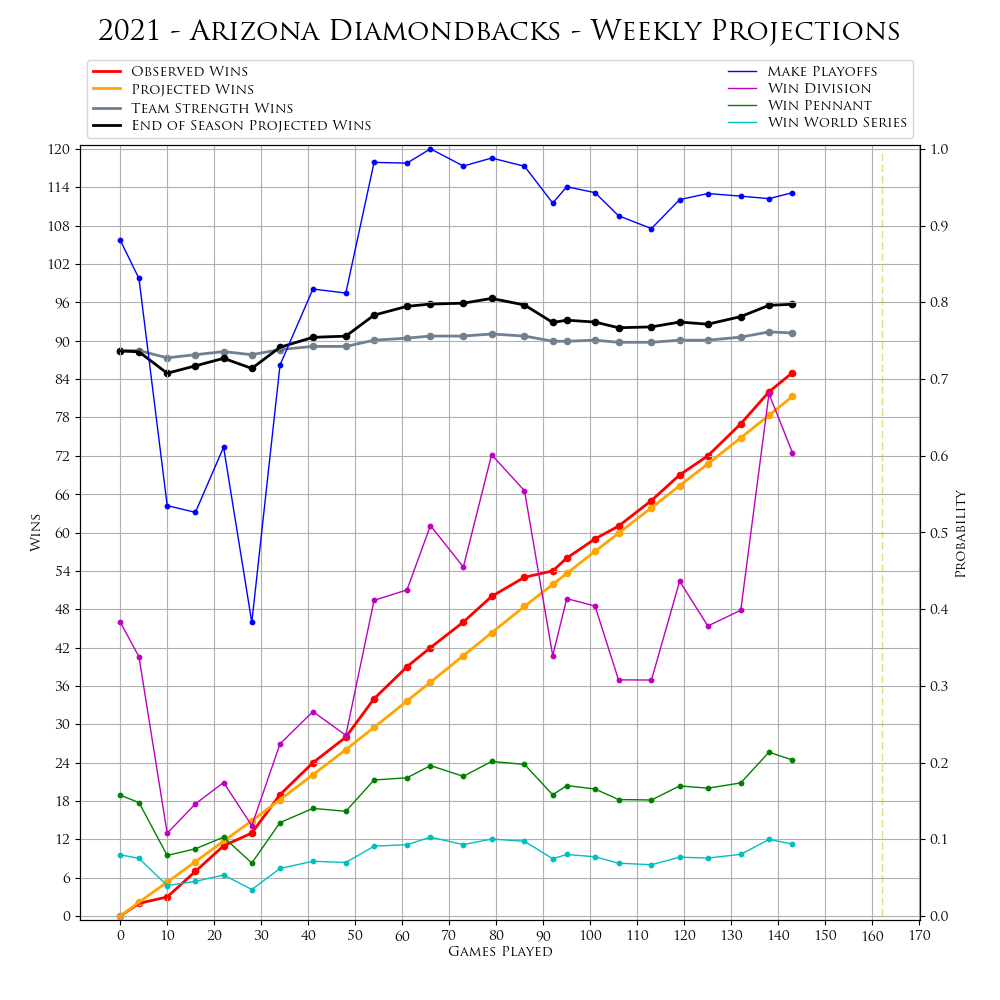 2021 - Arizona Diamondbacks - Weekly Projections
Observed Wins
Projected Wins
Team Strength Wins
End of Season Projected Wins
Make Playoffs
Win Division
Win Pennant
Win World Series
120
114
108
102
96
90
84
78
72
66
60
54
48
42
36
30
24
18
12
6
0
Wins
1.0
0.9
0.8
0.7
0.6
0.5
0.4
0.3
0.2
0.1
0.0
Probability
0 10 20 30 40 50 60 70 80 90 100 110 120 130 140 150 160 170
Games Played